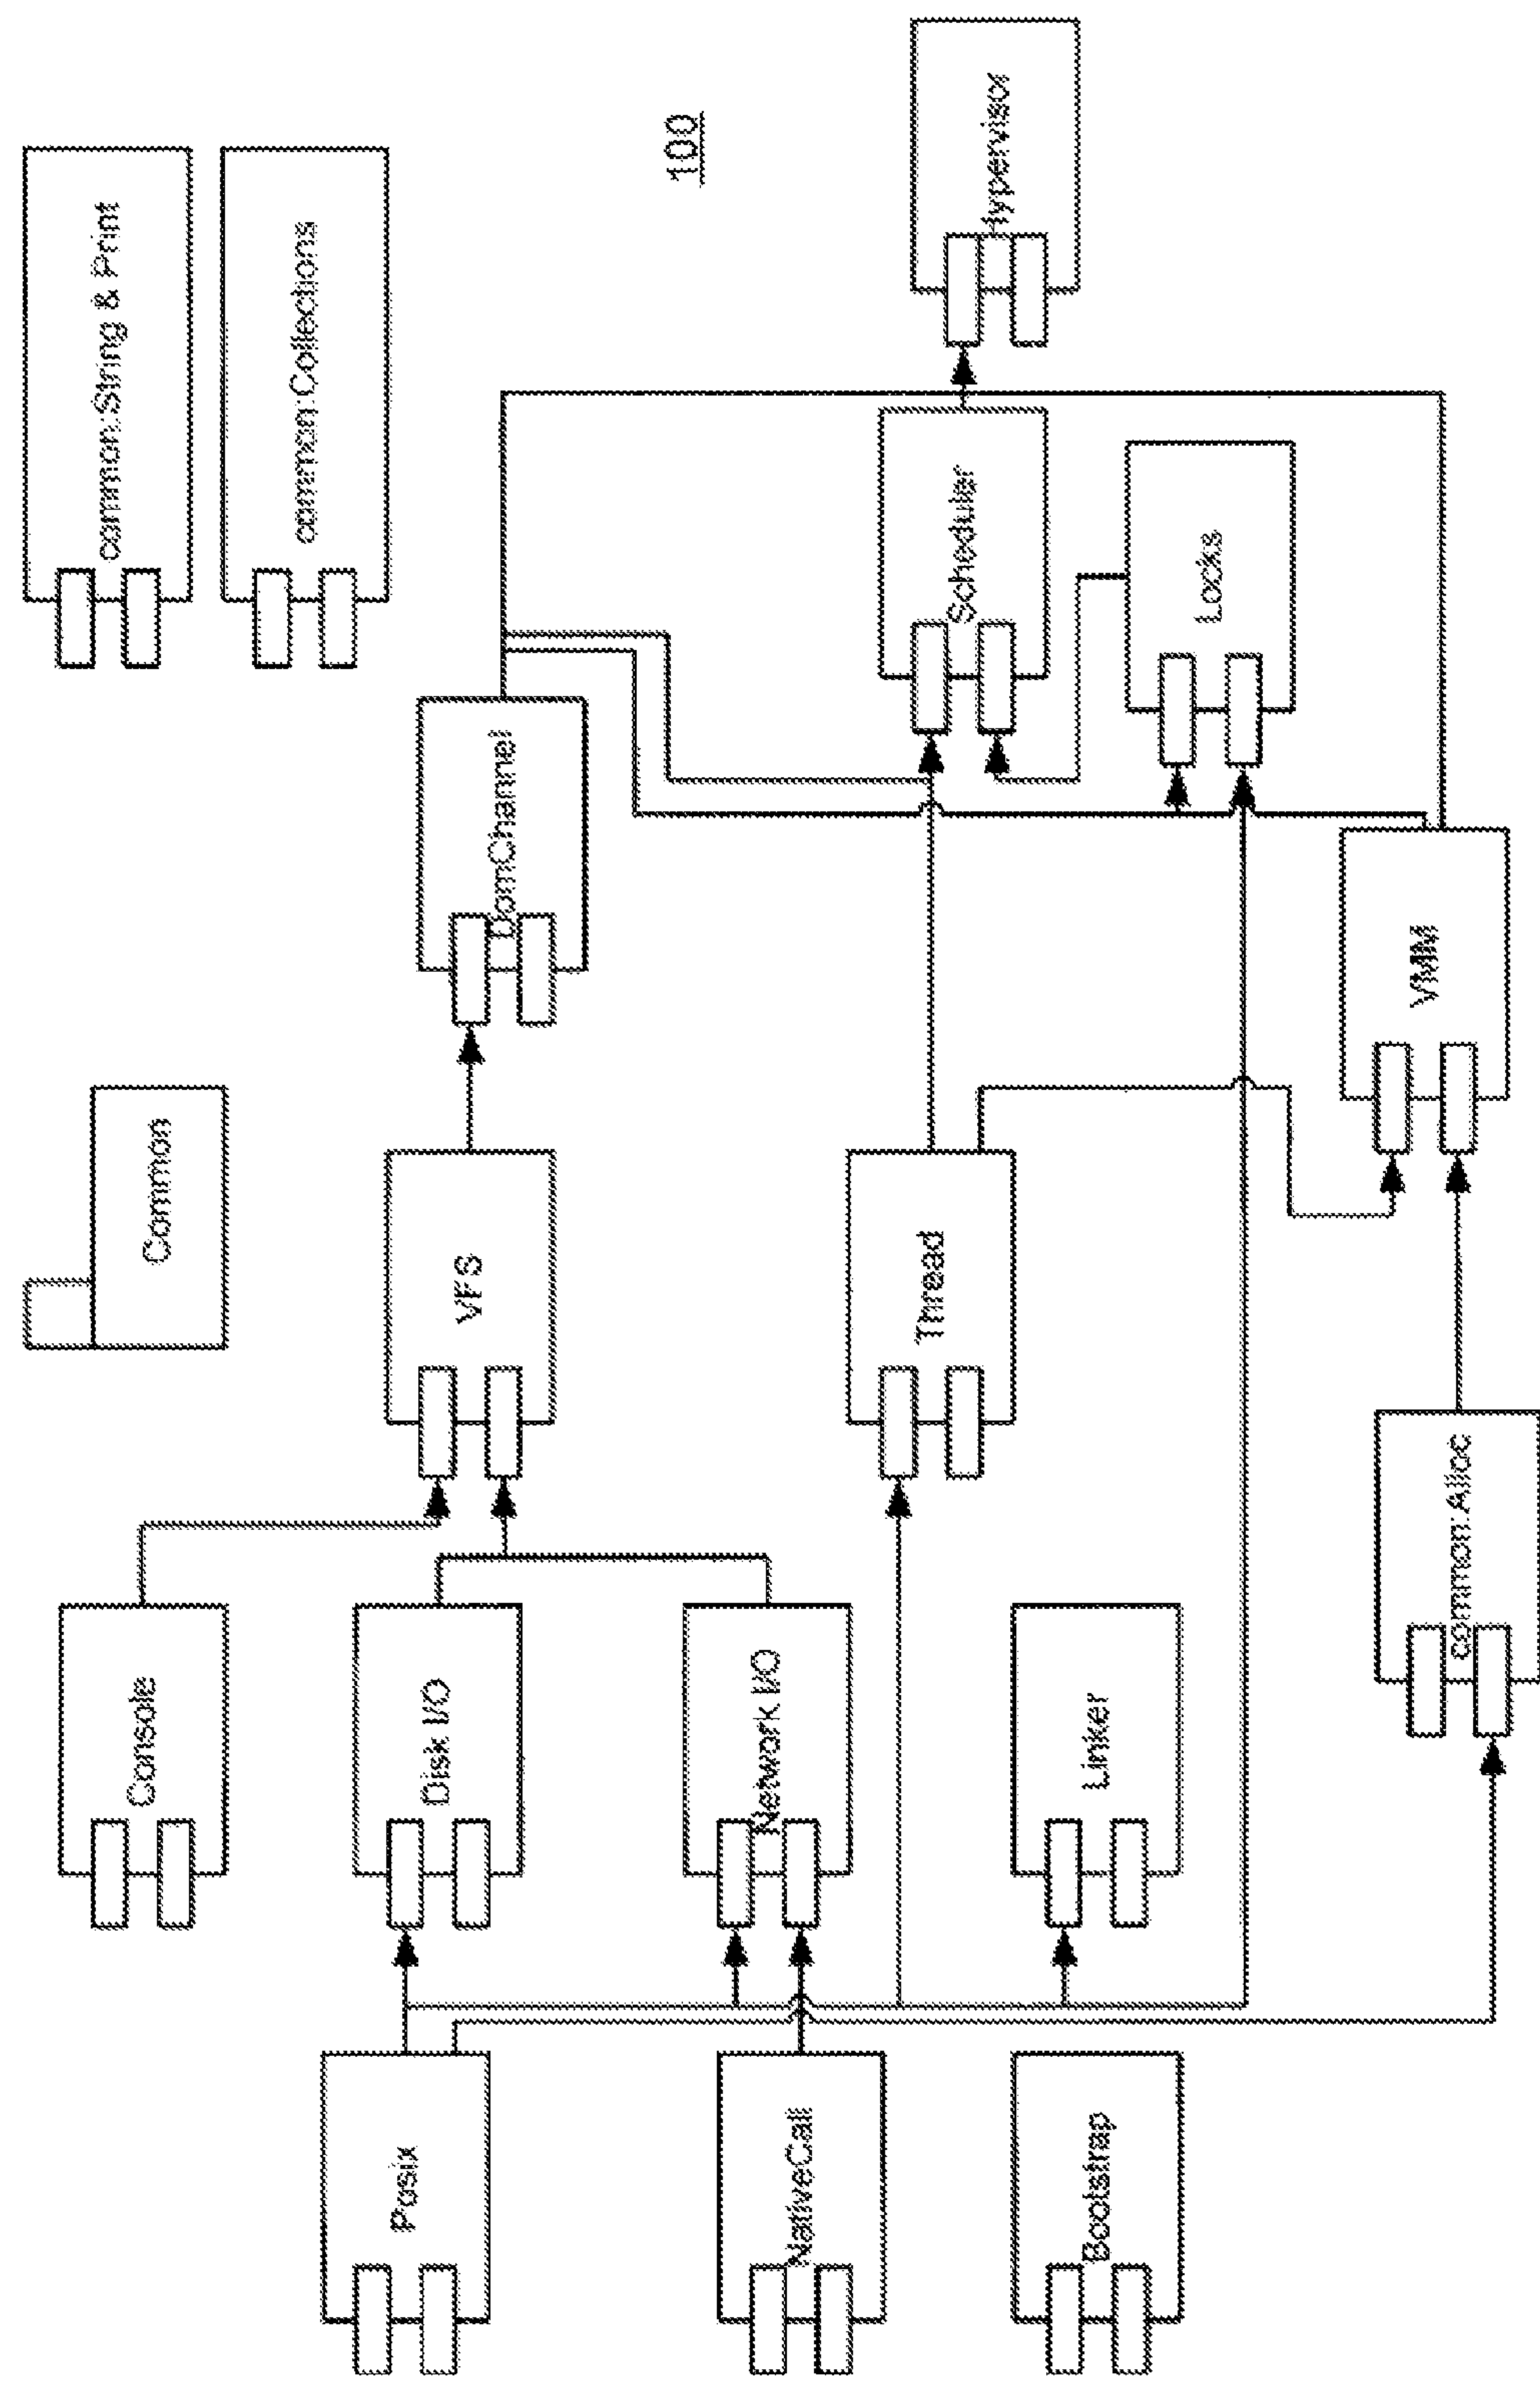 common::String & Print
common::Collections
100
Hypervisor
Common
DomChannel
Scheduler
Locks
VFS
Thread
VMM
Console
Disk I/O
Network I/O
Linker
common::Alloc
Posix
NativeCall
Bootstrap